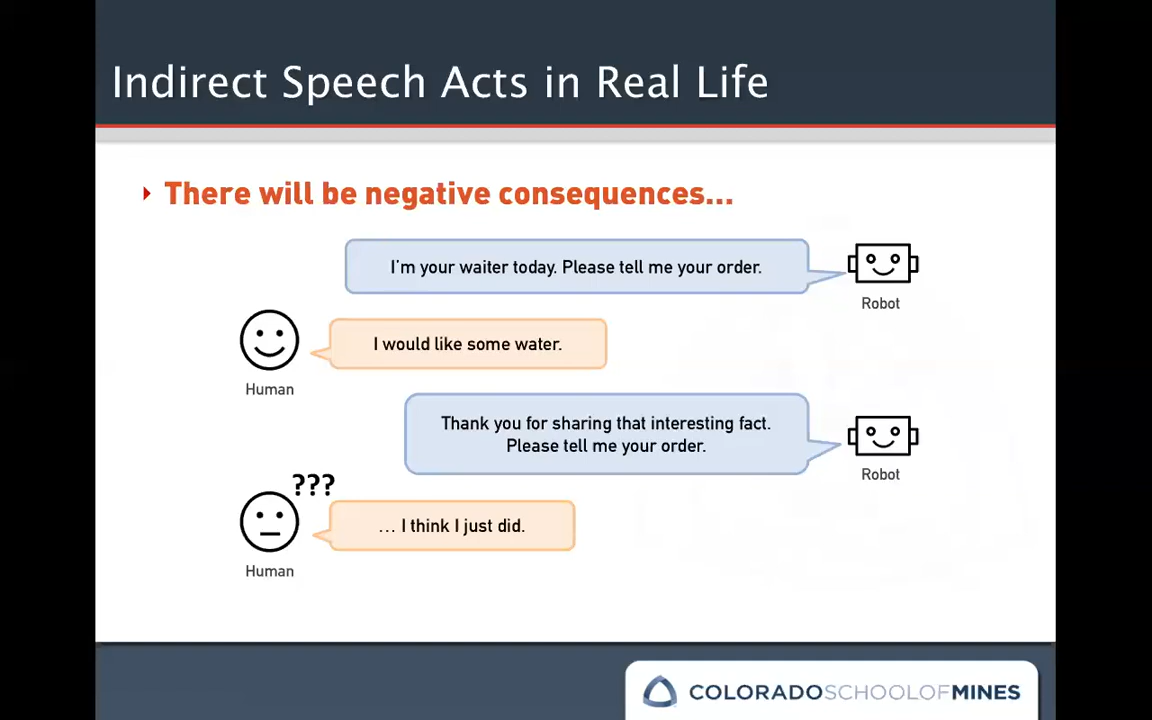 Indirect Speech Acts in Real Life
There will be negative consequences...
I'm your waiter today. Please tell me your order.
Robot
I would like some water.
Human
Thank you for sharing that interesting fact.
Please tell me your order.
Robot
???
... I think I just did.
Human
COLORADOSCHOOLOFMINES